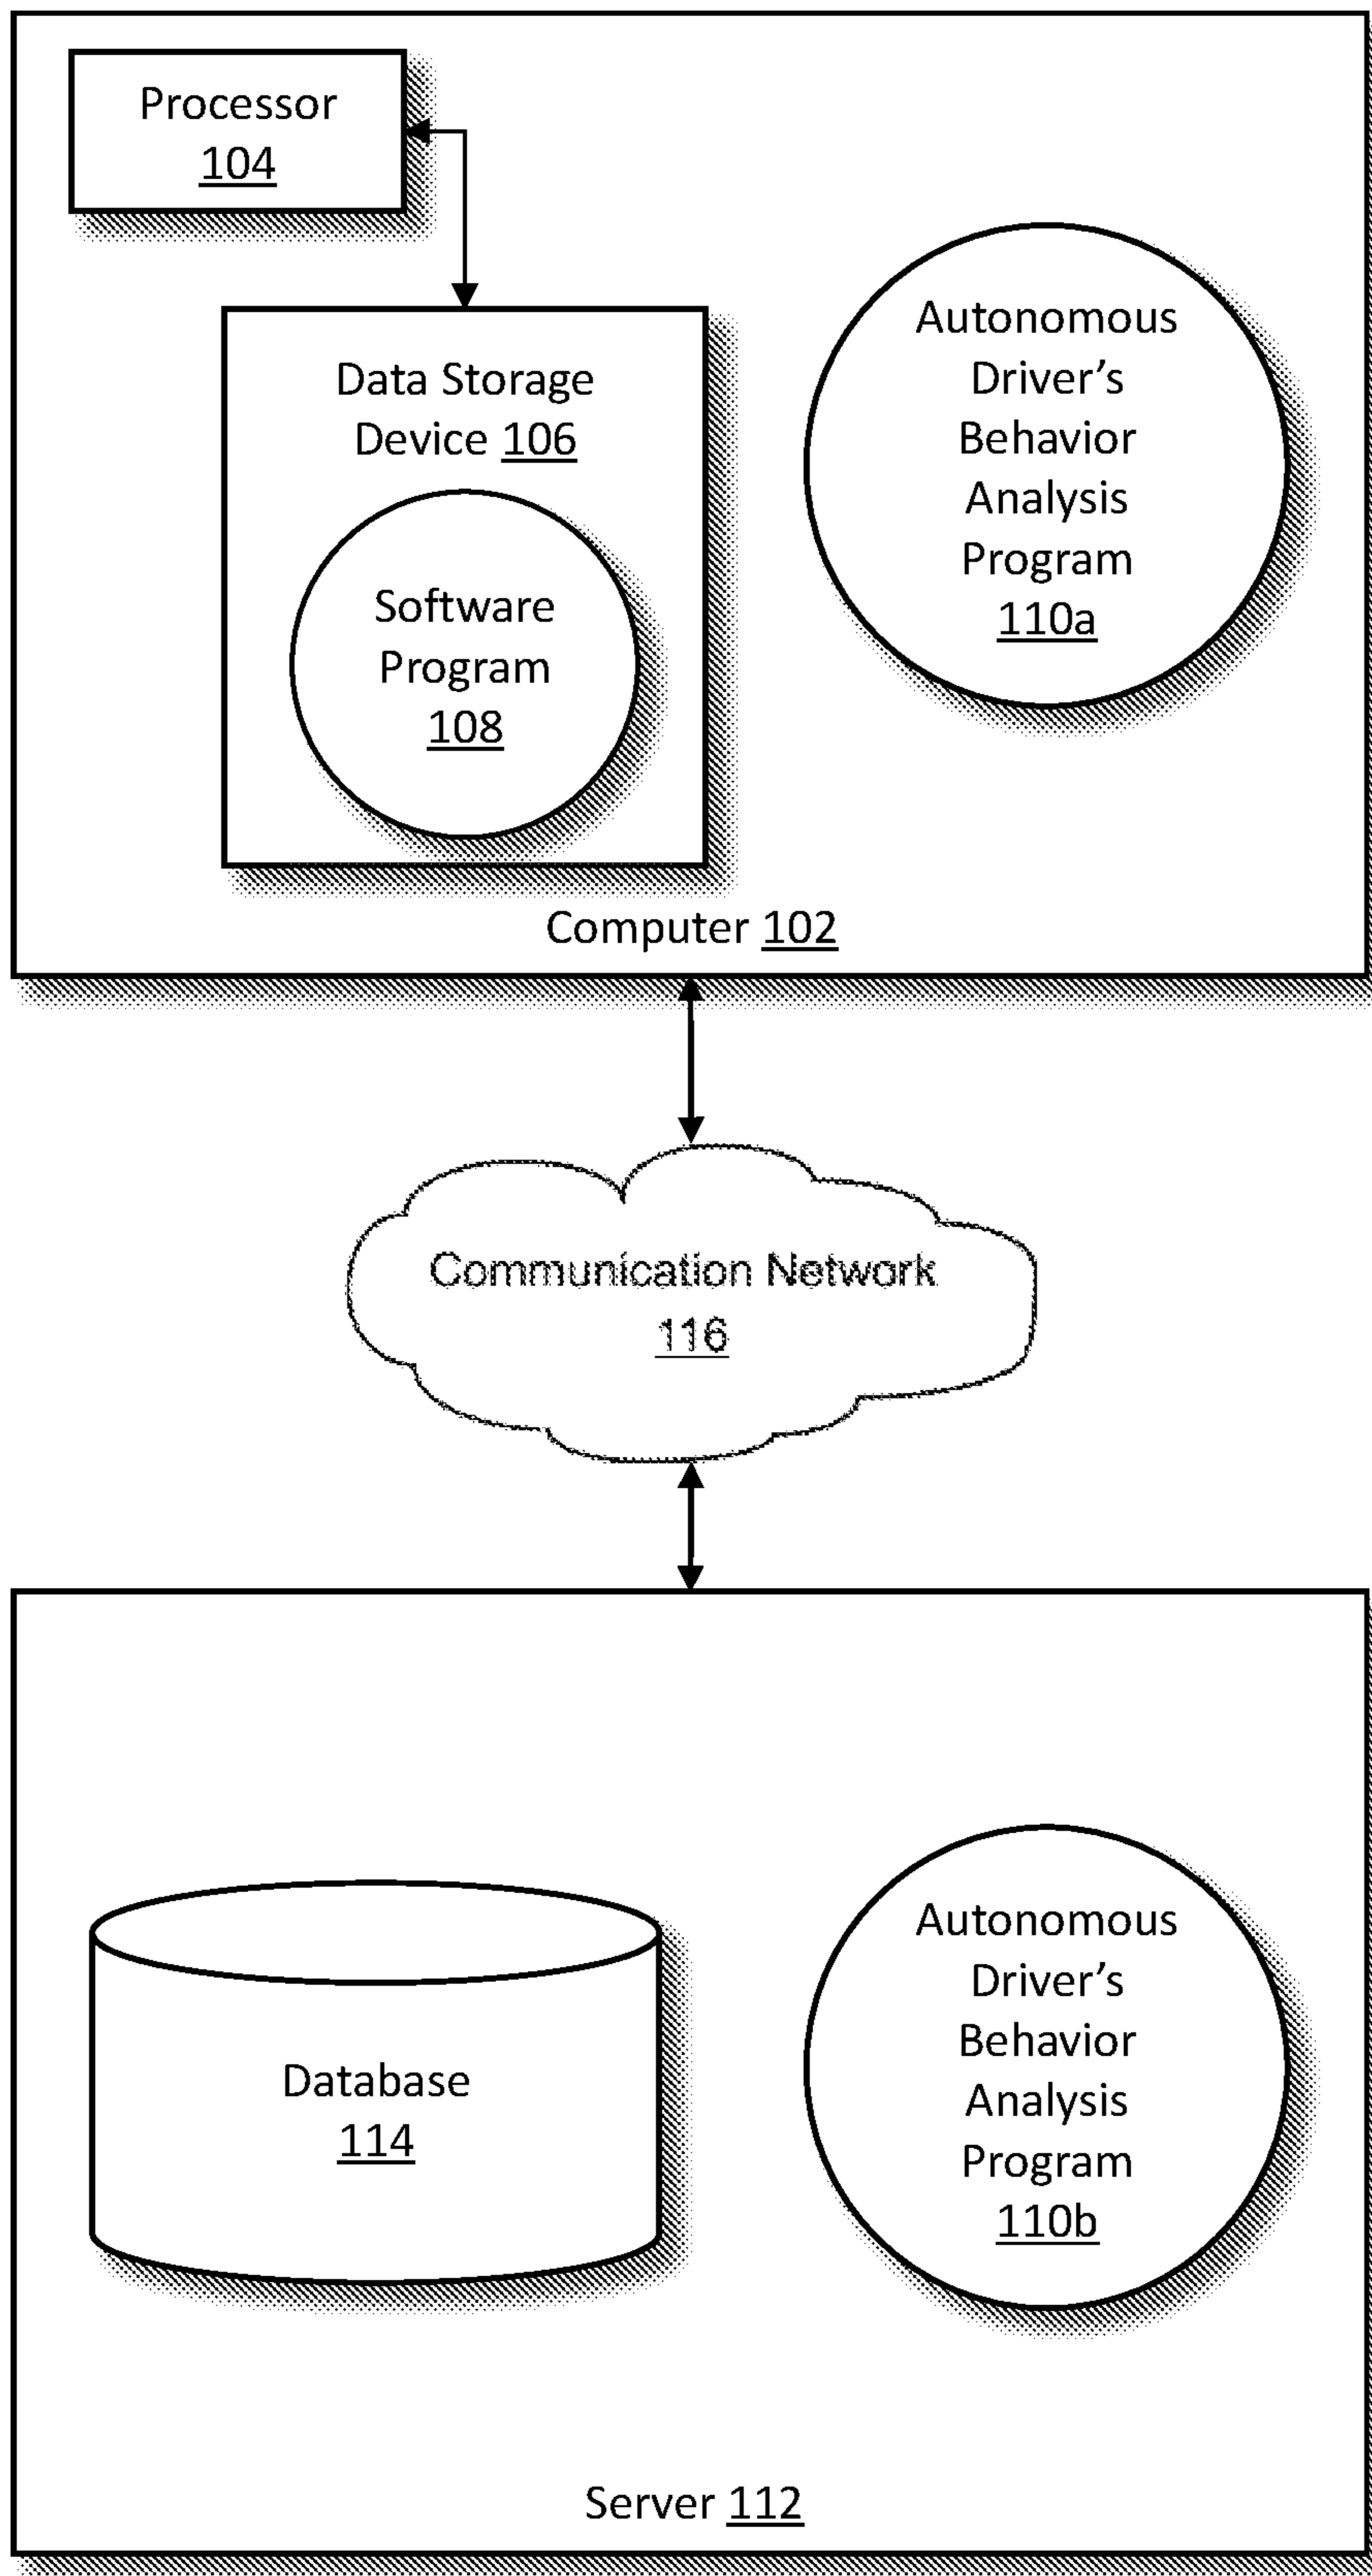 Processor
104
Data Storage
Device 106
Software
Program
108
Autonomous
Driver’s
Behavior
Analysis
Program
110a
Computer 102
Communication Network
116
Database
114
Autonomous
Driver’s
Behavior
Analysis
Program
110b
Server 112